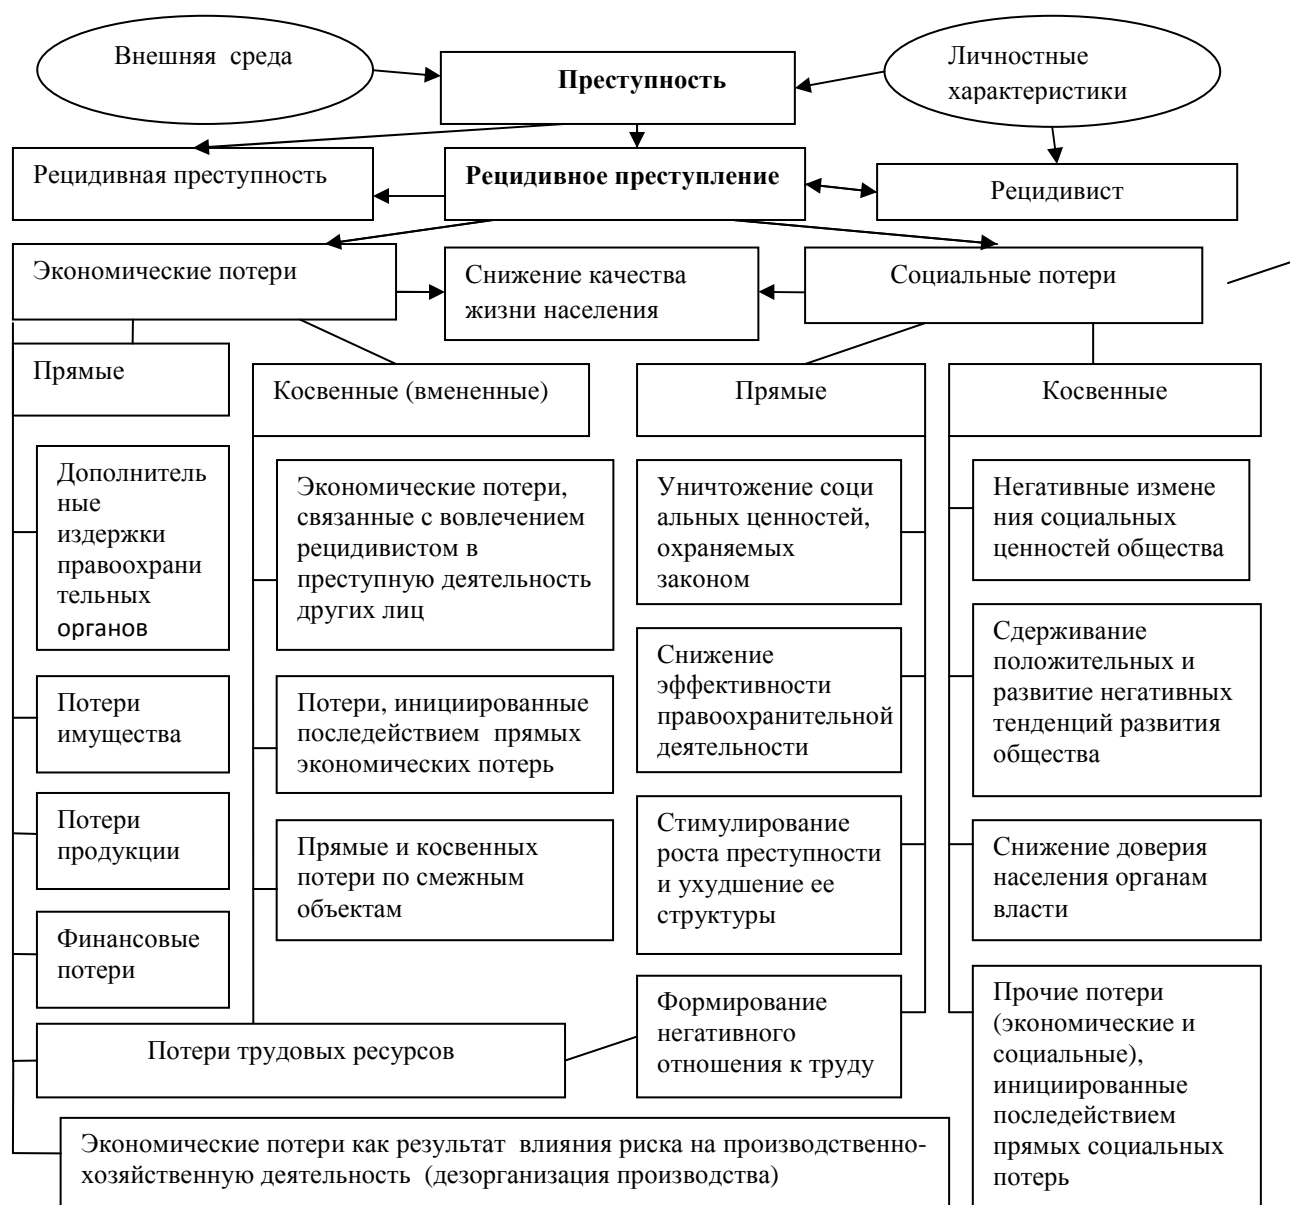 Внешняя среда
Преступность
Личностные
характеристики
Рецидивная преступность
Рецидивное преступление
Рецидивист
Экономические потери
Снижение качества
жизни населения
Социальные потери
Прямые
Косвенные (вмененные)
Прямые
Косвенные
Дополнитель
ные
издержки
правоохрани
тельных
органов
Потери
имущества
Потери
продукции
Финансовые
потери
Экономические потери,
связанные с вовлечением
рецидивистом в
преступную деятельность
других лиц
Потери, инициированные
последействием прямых
экономических потерь
Прямые и косвенных
потери по смежным
объектам
Уничтожение соци
альных ценностей,
охраняемых
законом
Снижение
эффективности
правоохранительной
деятельности
Стимулирование
роста преступности
и ухудшение ее
структуры
Формирование
негативного
отношения к труду
Негативные измене
ния социальных
ценностей общества
Сдерживание
положительных и
развитие негативных
тенденций развития
общества
Снижение доверия
населения органам
власти
Прочие потери
(экономические и
социальные),
инициированные
последействием
прямых социальных
потерь
Потери трудовых ресурсов
Экономические потери как результат влияния риска на производственно-
хозяйственную деятельность (дезорганизация производства)